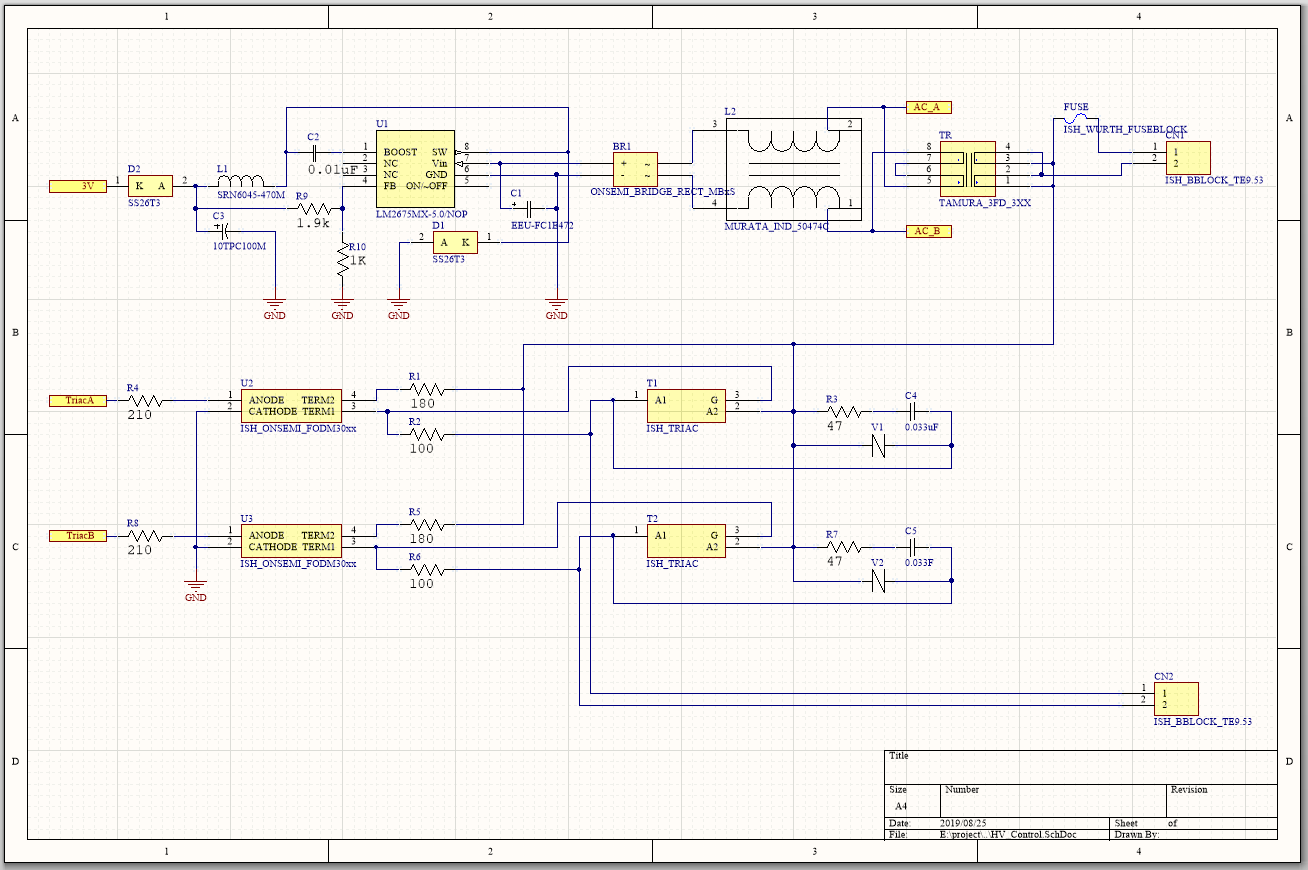 1 2 3 4
A A
B B
C C
D D
3V
1 D2 2
K A
SS26T3
L1
SRN6045-470M
C2
0.01uF
C3
10TPC100M
R9
1.9k
R10
1K
U1
1 BOOST SW 8
2 NC Vin 7
3 NC GND 6
4 FB ON/~OFF 5
LM2675MX-5.0/NOP
C1
EEU-FC1B472
D1
2 A K 1
SS26T3
GND GND GND GND
BR1
+ ~
- ~
ONSEMI_BRIDGE_RECT_MBxS
L2
3 2
4 1
MURATA_IND_50474C
AC_A
AC_B
TR
8 4
7 3
6 2
5 1
TAMURA_3FD_3XX
FUSE
ISH_WURTH_FUSEBLOCK
CN1
1 1
2 2
ISH_BBLOCK_TE9.53
TriacA
R4
210
U2
1 ANODE TERM2 4
2 CATHODE TERM1 3
ISH_ONSEMI_FODM30xx
R1
180
R2
100
T1
1 A1 G 3
A2 2
ISH_TRIAC
R3
47
C4
0.033uF
V1
TriacB
R8
210
U3
1 ANODE TERM2 4
2 CATHODE TERM1 3
ISH_ONSEMI_FODM30xx
GND
R5
180
R6
100
T2
1 A1 G 3
A2 2
ISH_TRIAC
R7
47
C5
0.033F
V2
CN2
1 1
2 2
ISH_BBLOCK_TE9.53
Title
Size Number Revision
A4
Date: 2019/08/25 Sheet of
File: E:\project\...\HV_Control.SchDoc Drawn By:
1 2 3 4